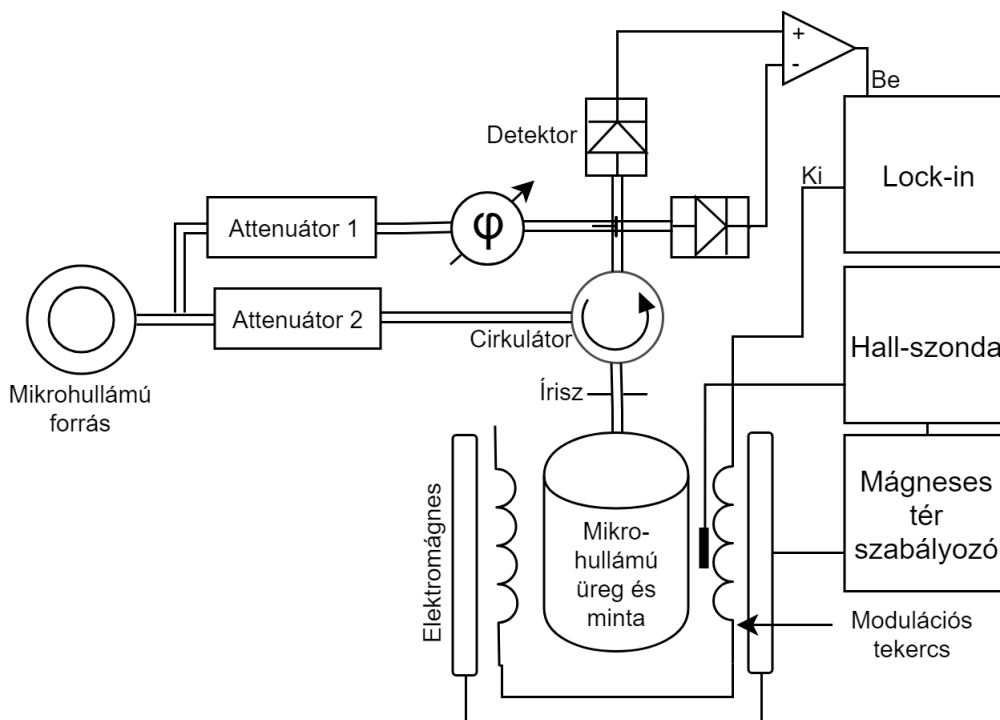 +
-
Be
Detektor
Ki
Lock-in
Attenuátor 1
φ
Attenuátor 2
Cirkulátor
Mikrohullámú
forrás
Hall-szonda
Írisz
Elektromágnes
Mikro-
hullámú
üreg és
minta
Mágneses
tér
szabályozó
Modulációs
tekercs